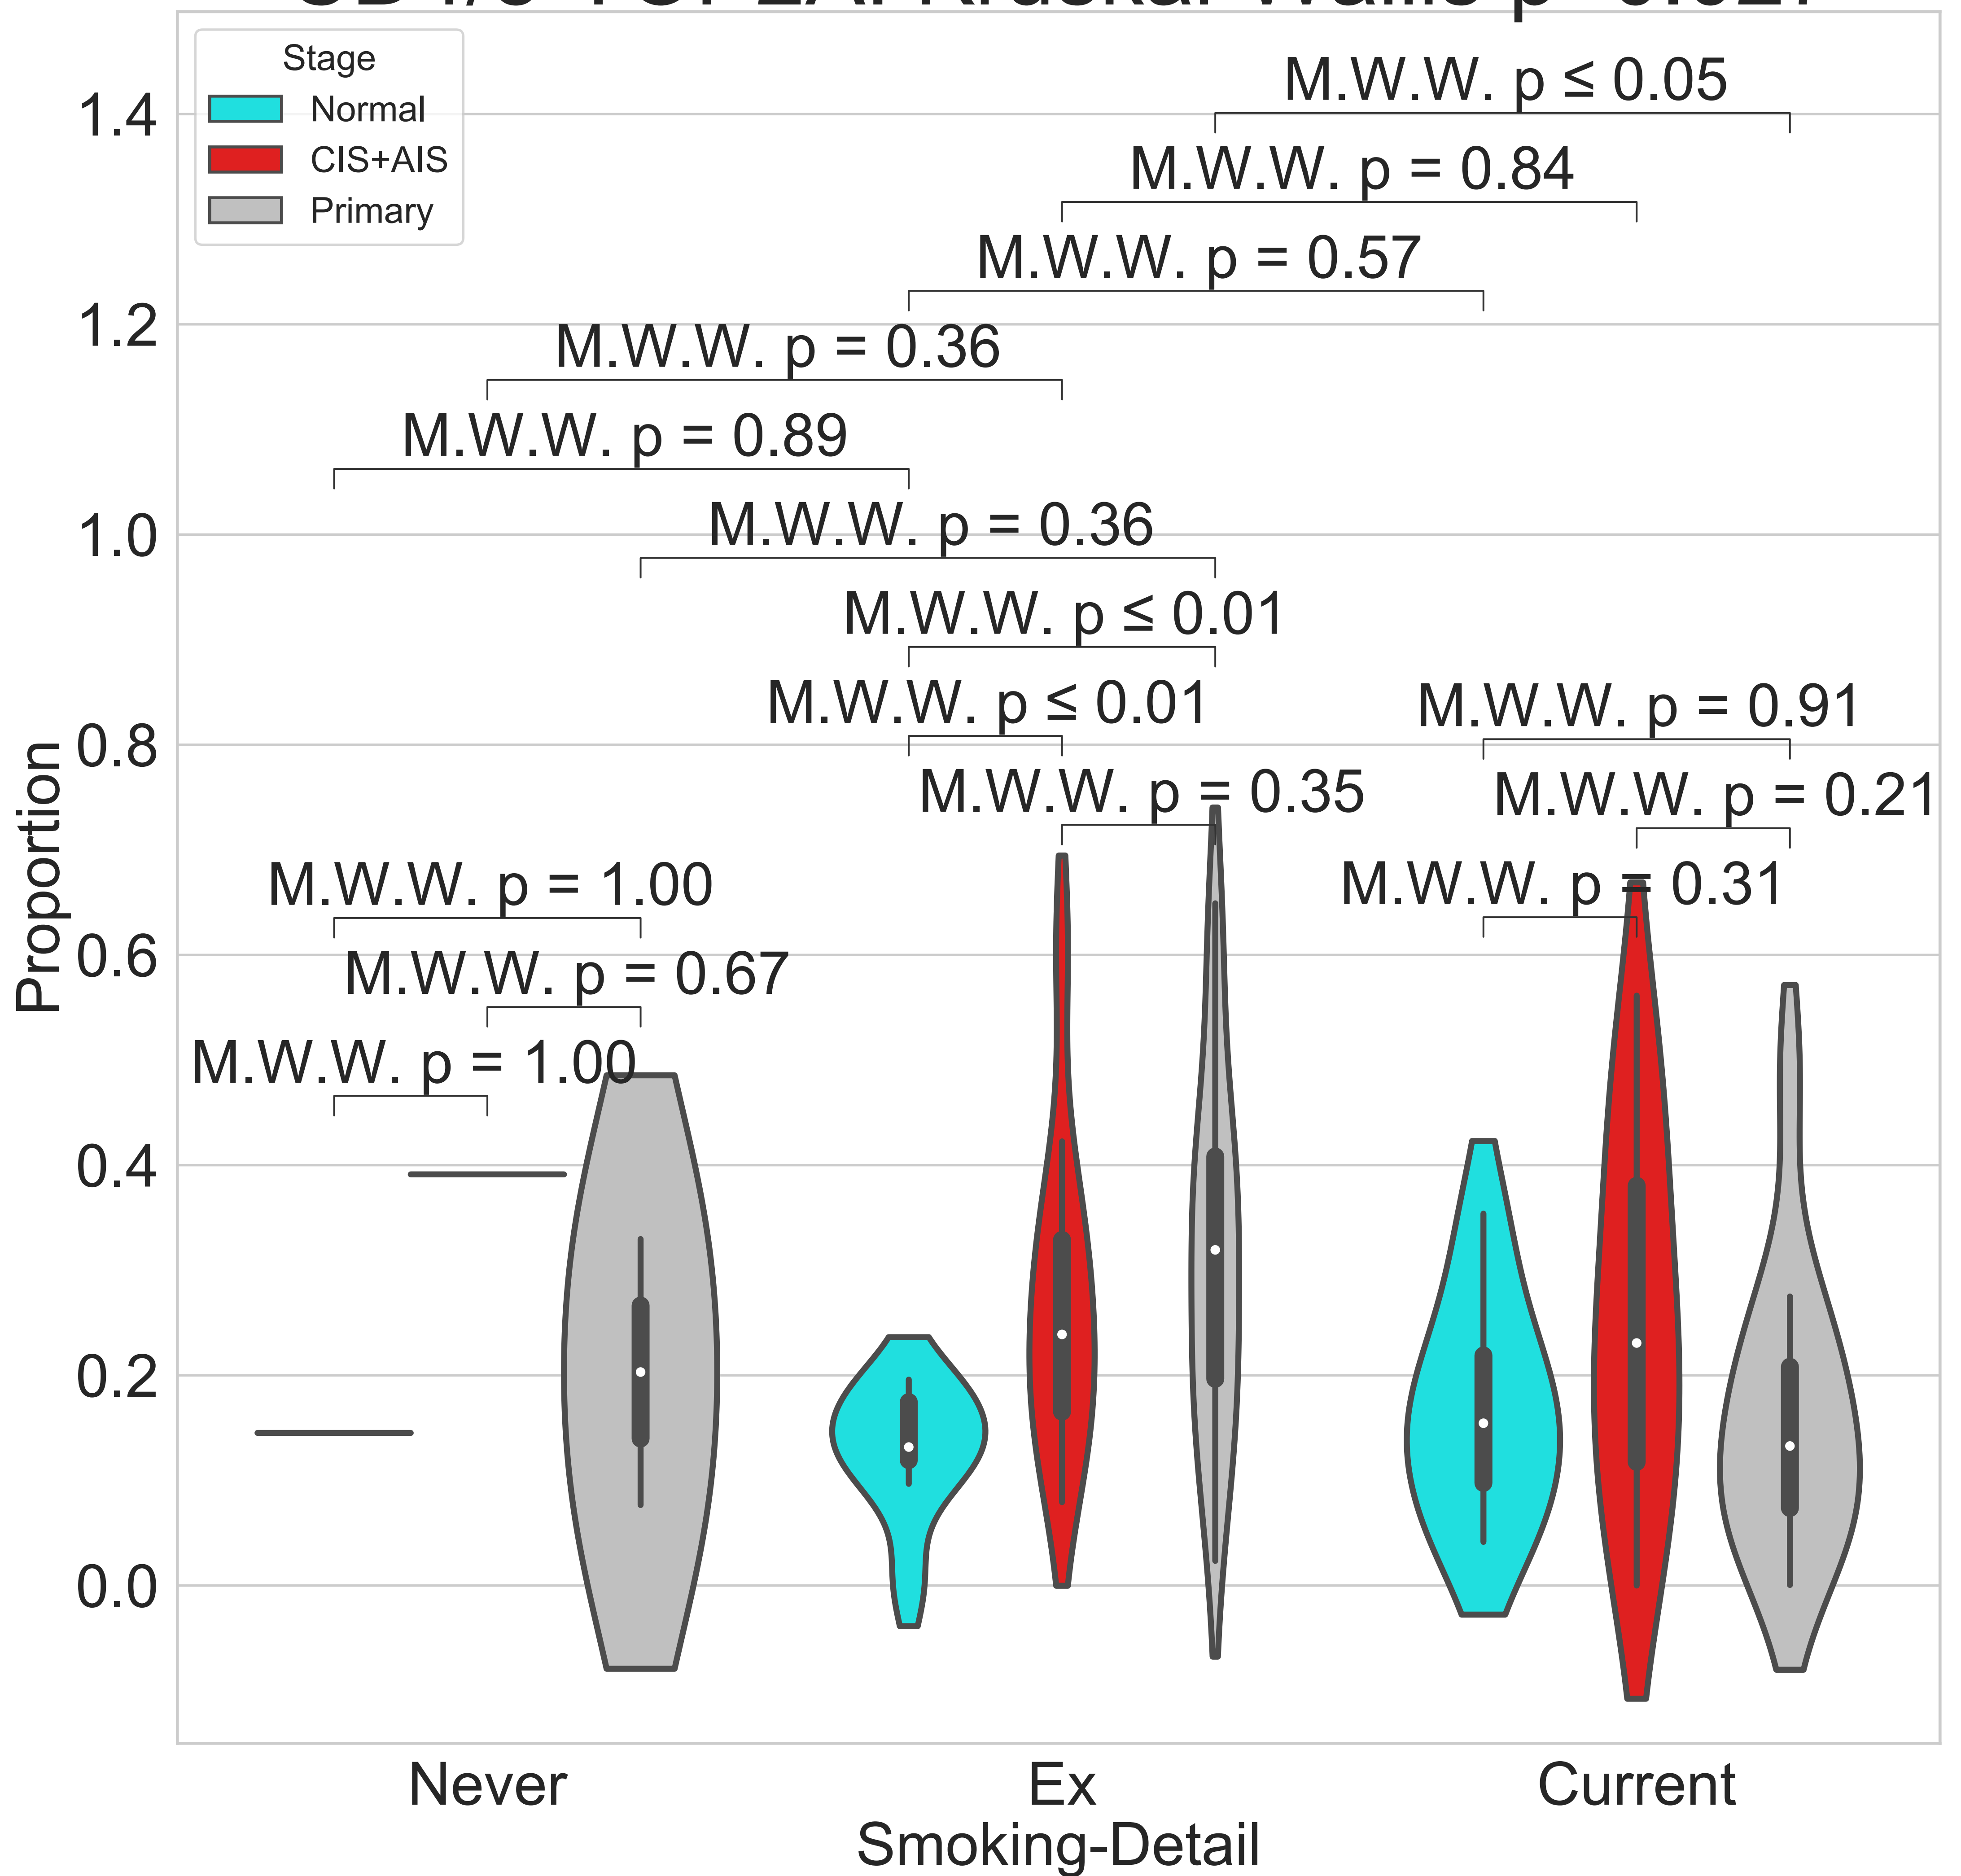 Stage
Normal
CIS+AIS
Primary
M.W.W. p ≤ 0.05
M.W.W. p = 0.84
M.W.W. p = 0.57
M.W.W. p = 0.36
M.W.W. p = 0.89
M.W.W. p = 0.36
M.W.W. p ≤ 0.01
M.W.W. p ≤ 0.01
M.W.W. p = 0.91
M.W.W. p = 0.35
M.W.W. p = 0.21
M.W.W. p = 1.00
M.W.W. p = 0.31
M.W.W. p = 0.67
M.W.W. p = 1.00
1.4
1.2
1.0
0.8
0.6
0.4
0.2
0.0
Proportion
Never
Ex
Current
Smoking-Detail